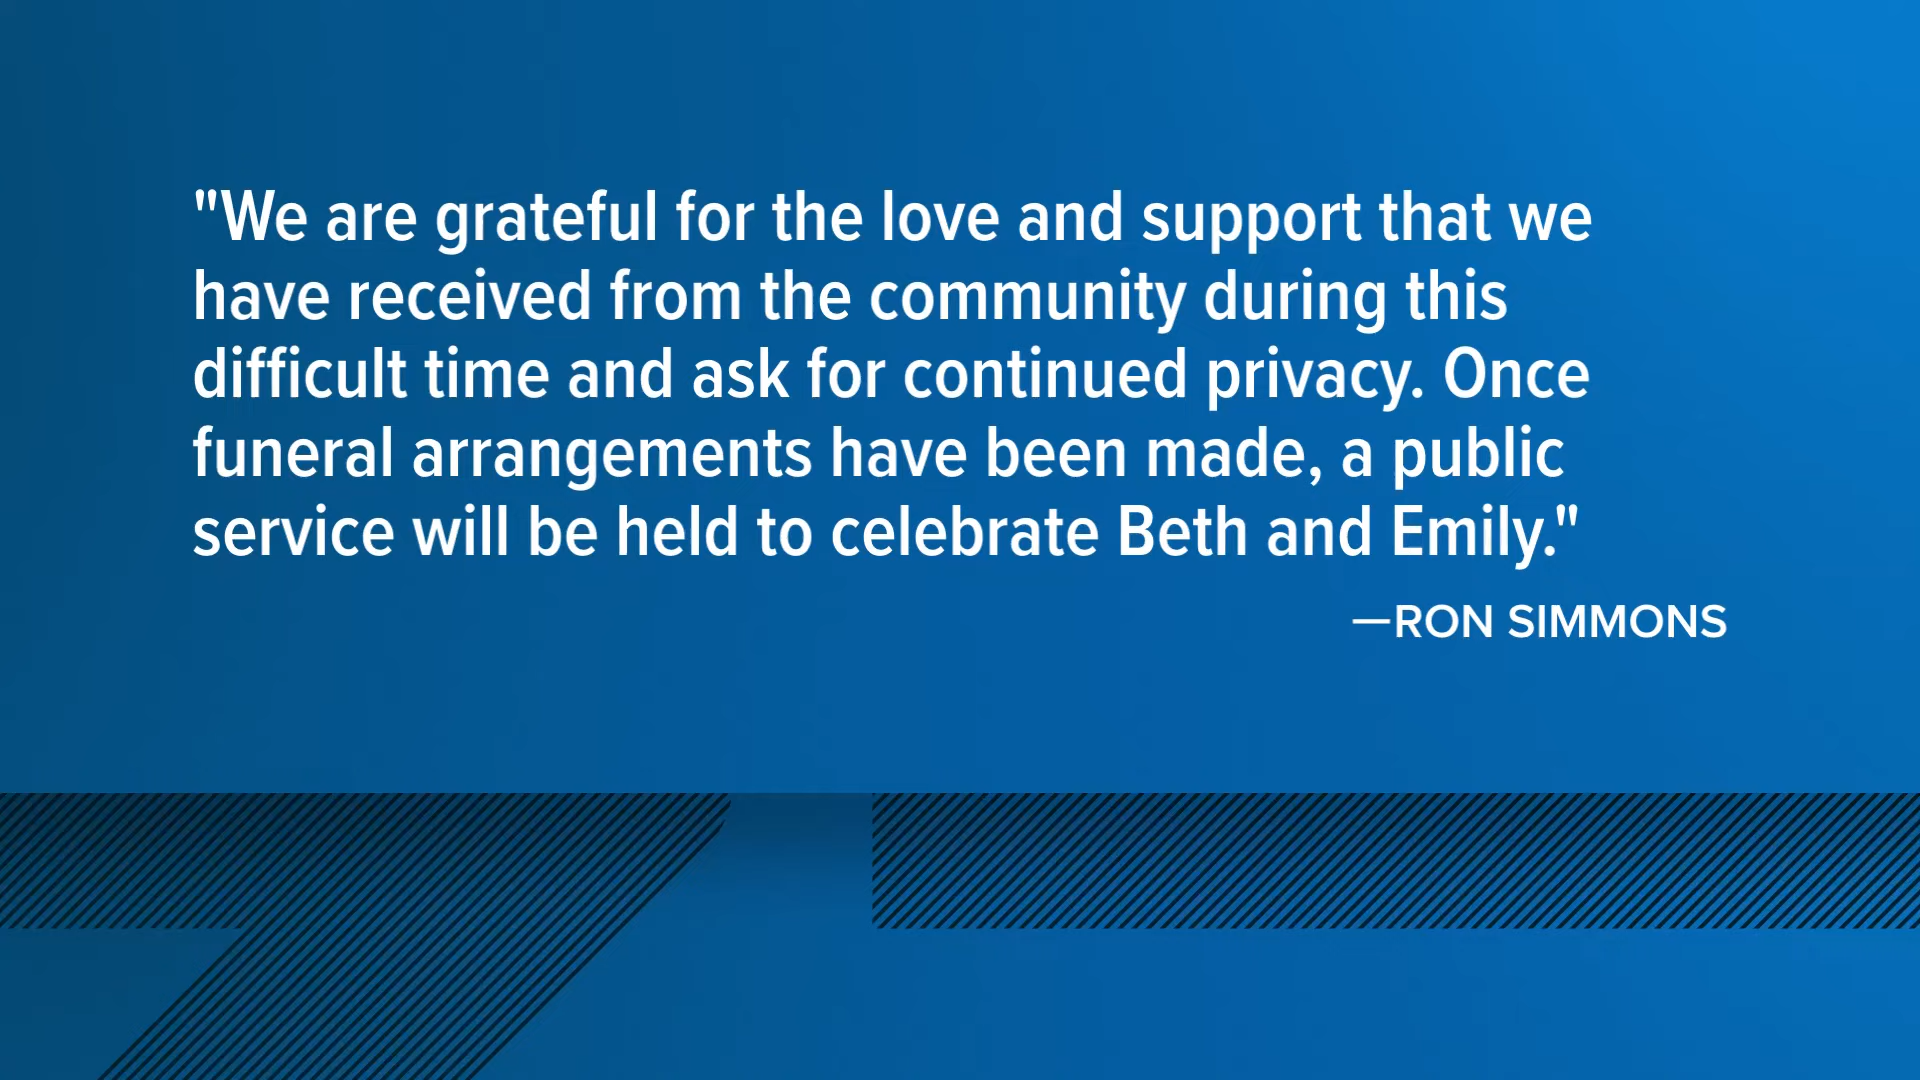 "We are grateful for the love and support that we
have received from the community during this
difficult time and ask for continued privacy. Once
funeral arrangements have been made, a public
service will be held to celebrate Beth and Emily."
—RON SIMMONS